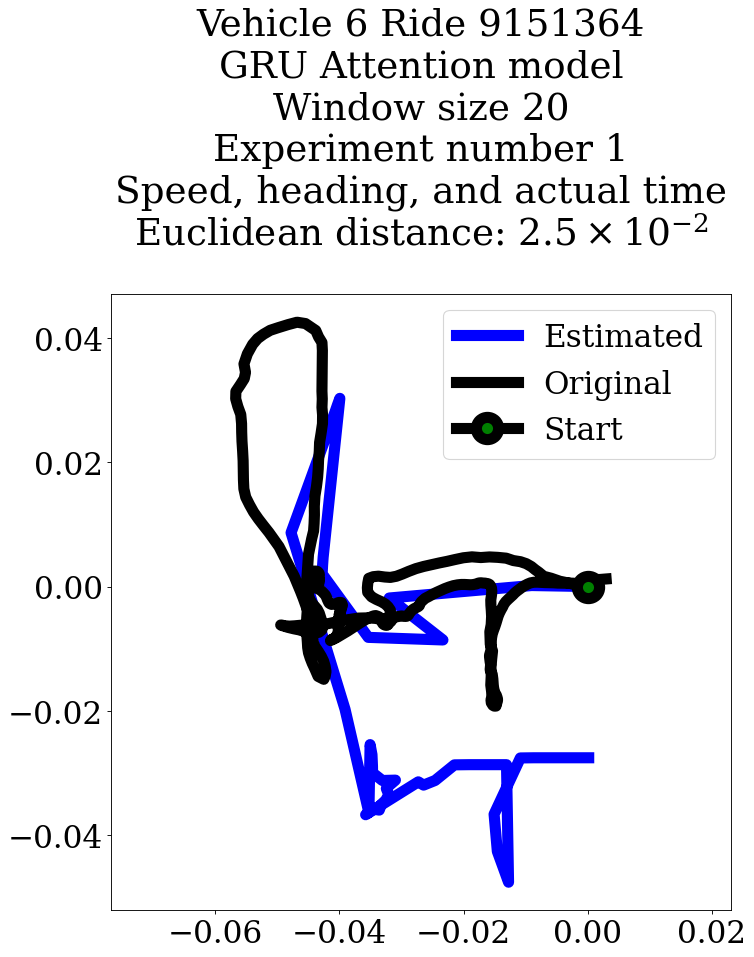 Vehicle 6 Ride 9151364
GRU Attention model
Window size 20
Experiment number 1
Speed, heading, and actual time
Euclidean distance: 2.5 × 10⁻²
Estimated
Original
Start
0.04
0.02
0.00
−0.02
−0.04
−0.06 −0.04 −0.02 0.00 0.02